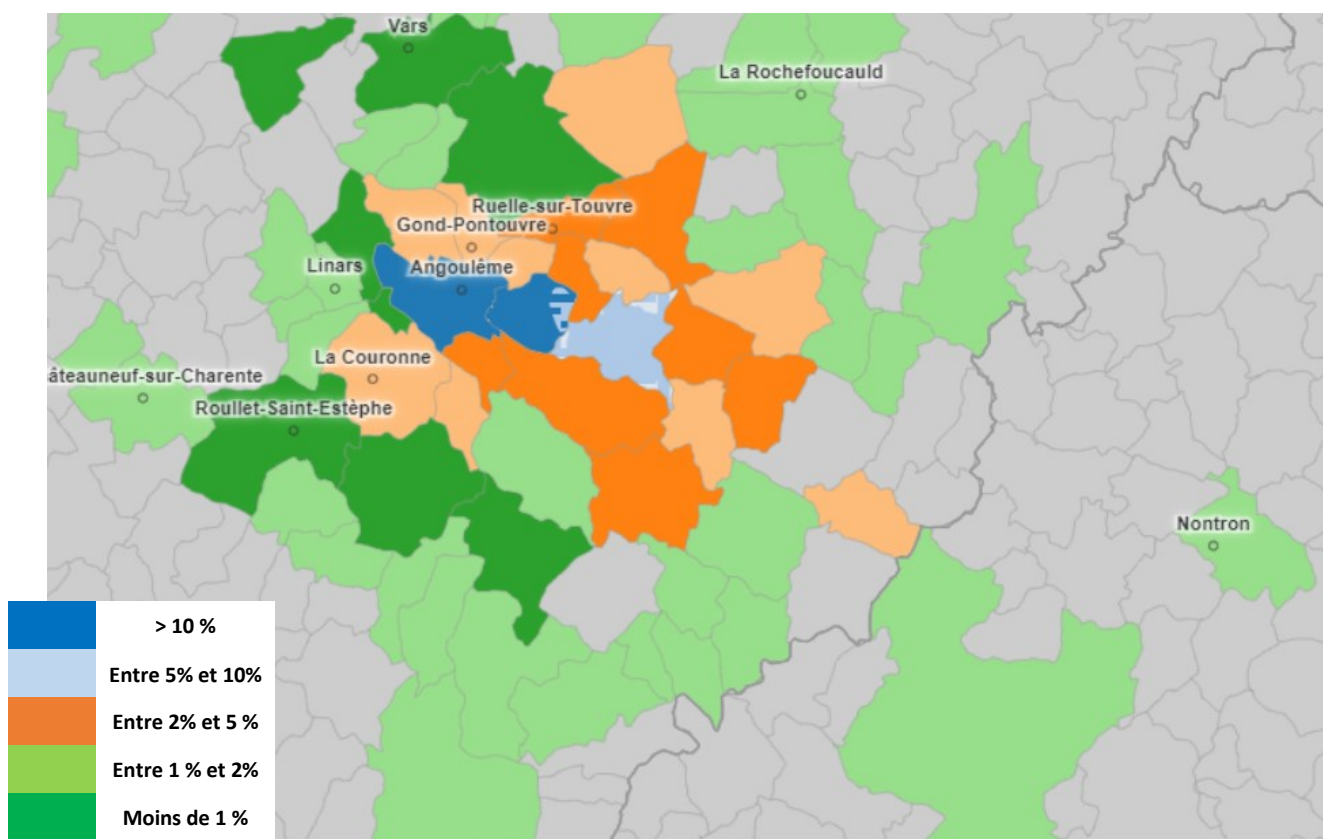 Vars
La Rochefoucauld
Ruelle-sur-Touvre
Gond-Pontouvre
Linars
Angoulême
La Couronne
âteauneuf-sur-Charente
Roullet-Saint-Estèphe
Nontron
> 10 %
Entre 5% et 10%
Entre 2% et 5 %
Entre 1 % et 2%
Moins de 1 %